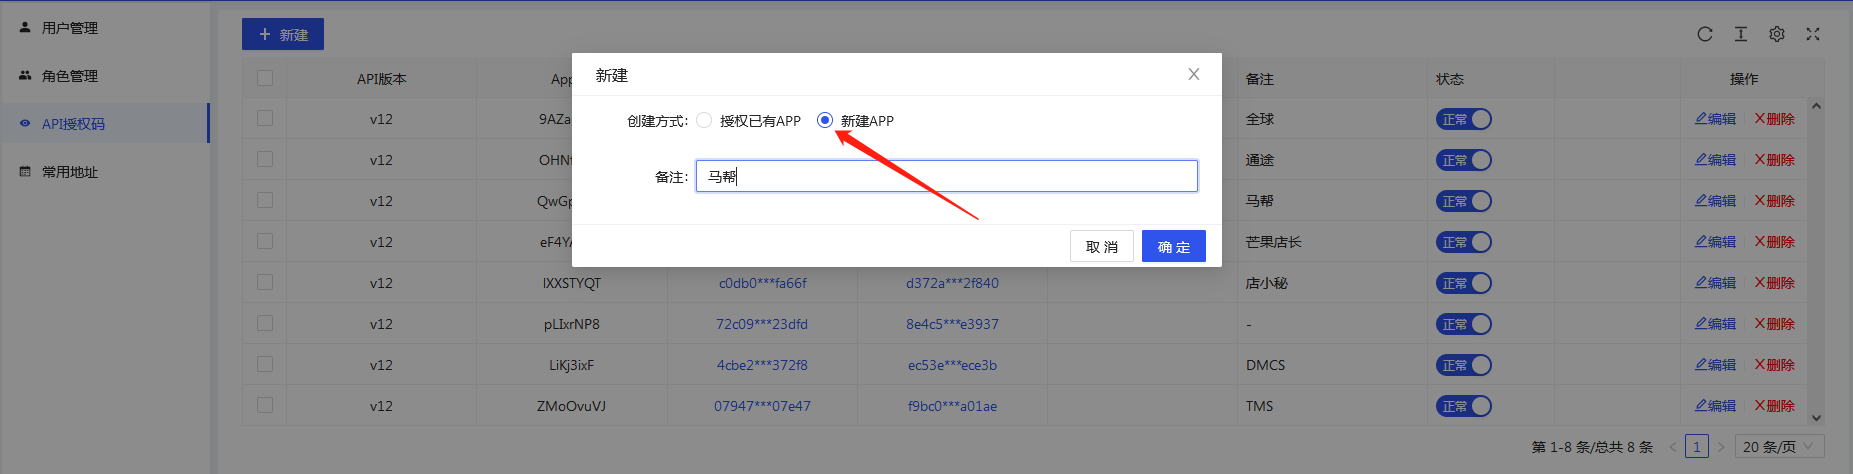 用户管理
角色管理
API授权码
常用地址
新建
API版本
备注
状态
操作
v12
全球
正常
编辑
删除
v12
通途
正常
编辑
删除
v12
马帮
正常
编辑
删除
v12
芒果店长
正常
编辑
删除
v12
IXXSTYQT
c0db0***fa66f
d372a***2f840
店小秘
正常
编辑
删除
v12
pLIxrNP8
72c09***23dfd
8e4c5***e3937
-
正常
编辑
删除
v12
LiKj3ixF
4cbe2***372f8
ec53e***ece3b
DMCS
正常
编辑
删除
v12
ZMoOvuVJ
07947***07e47
f9bc0***a01ae
TMS
正常
编辑
删除
第 1-8 条/总共 8 条
1
20 条/页
新建
创建方式:
授权已有APP
新建APP
备注:
马帮
取 消
确 定